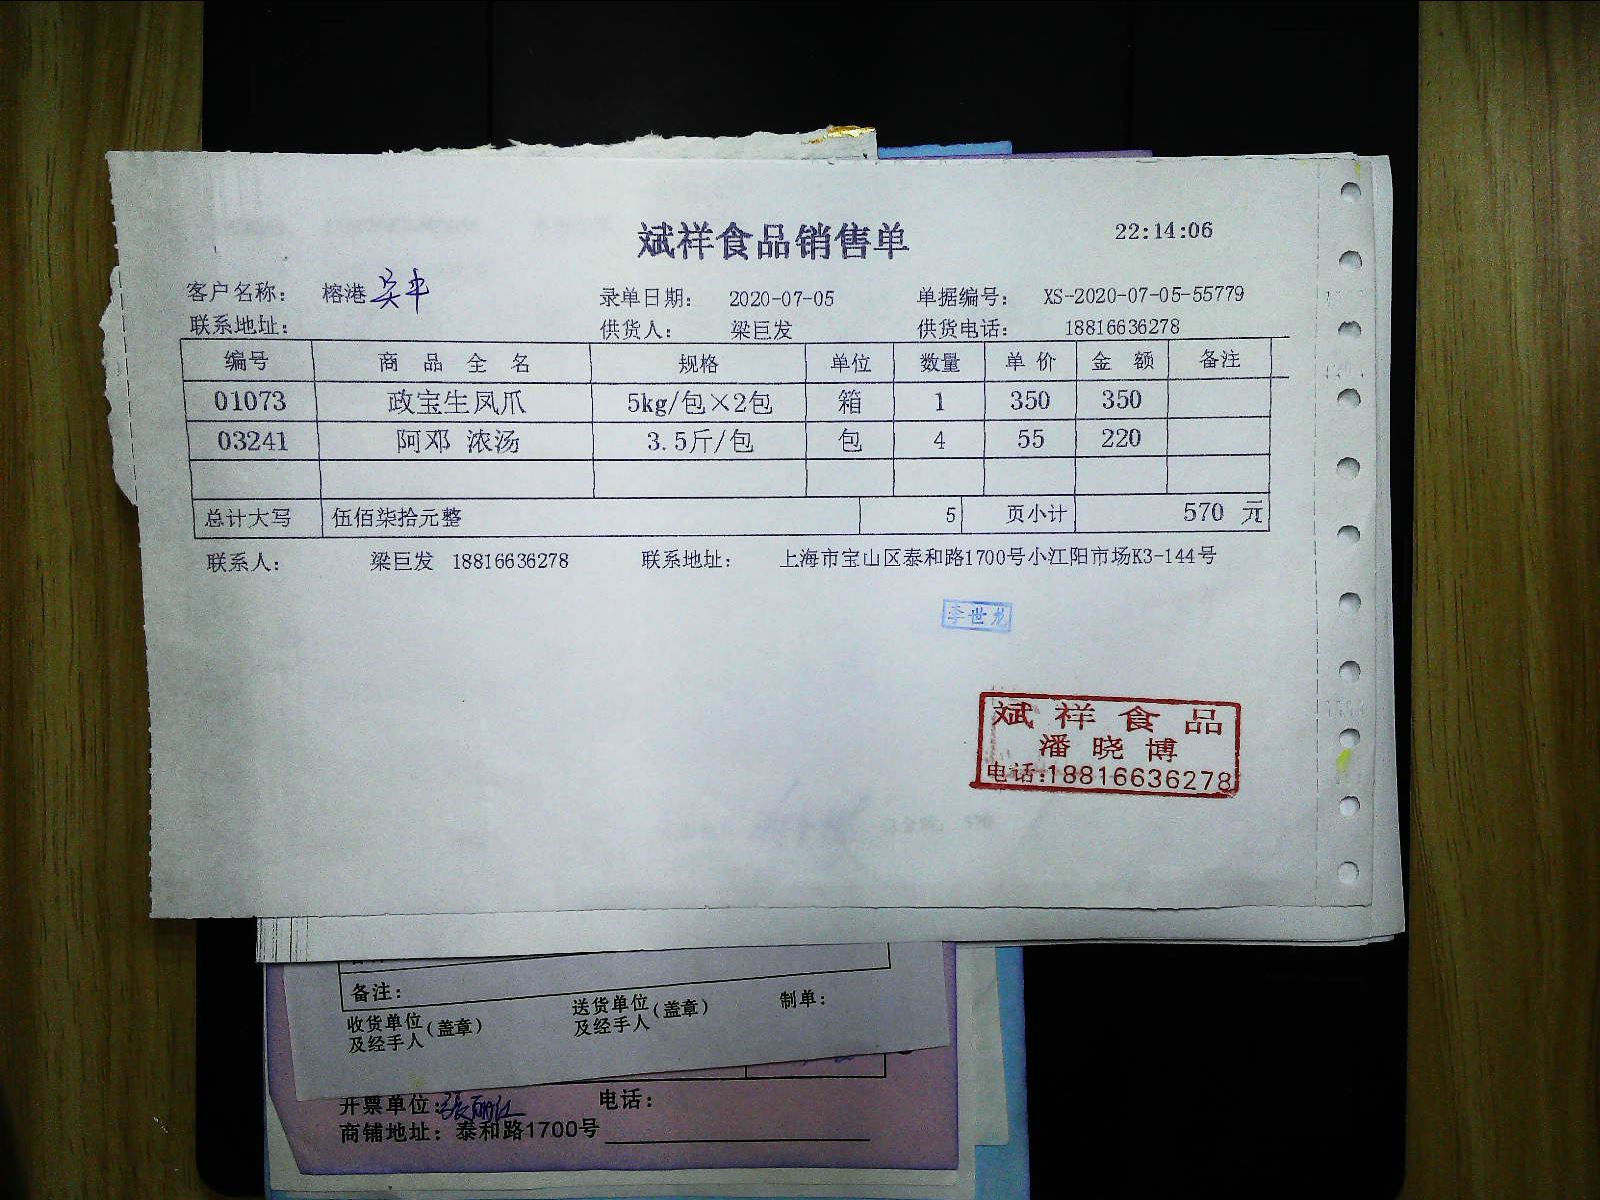 斌祥食品销售单 22:14:06
客户名称: 榕港 吴丰 录单日期: 2020-07-05 单据编号: XS-2020-07-05-55779
联系地址: 供货人: 梁巨发 供货电话: 18816636278
编号 商品全名 规格 单位 数量 单价 金额 备注
01073 政宝生凤爪 5kg/包×2包 箱 1 350 350
03241 阿邓 浓汤 3.5斤/包 包 4 55 220
总计大写 伍佰柒拾元整 5 页小计 570 元
联系人: 梁巨发 18816636278 联系地址: 上海市宝山区泰和路1700号小江阳市场K3-144号
李世龙
斌祥食品
潘晓博
电话:18816636278
备注:
收货单位及经手人(盖章) 送货单位及经手人(盖章) 制单:
开票单位: 张丽红 电话:
商铺地址: 泰和路1700号